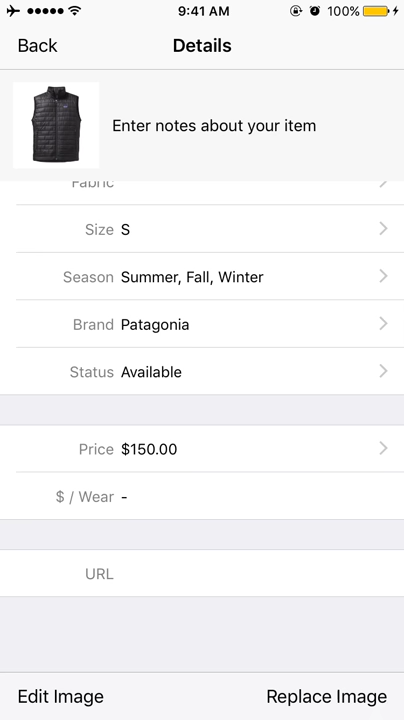 9:41 AM
100%
Back
Details
Enter notes about your item
Fabric
Size S
Season Summer, Fall, Winter
Brand Patagonia
Status Available
Price $150.00
$ / Wear -
URL
Edit Image
Replace Image